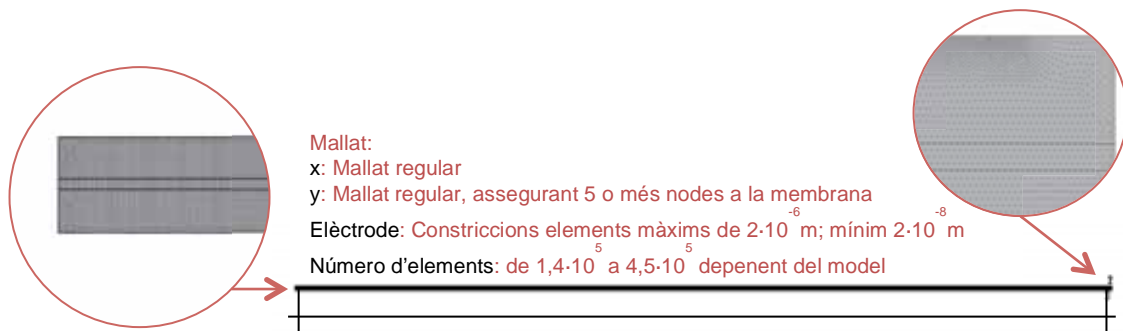 Mallat:
x: Mallat regular
y: Mallat regular, assegurant 5 o més nodes a la membrana
Elèctrode: Constriccions elements màxims de 2·10⁻⁶ m; mínim 2·10⁻⁸ m
Número d'elements: de 1,4·10⁵ a 4,5·10⁵ depenent del model